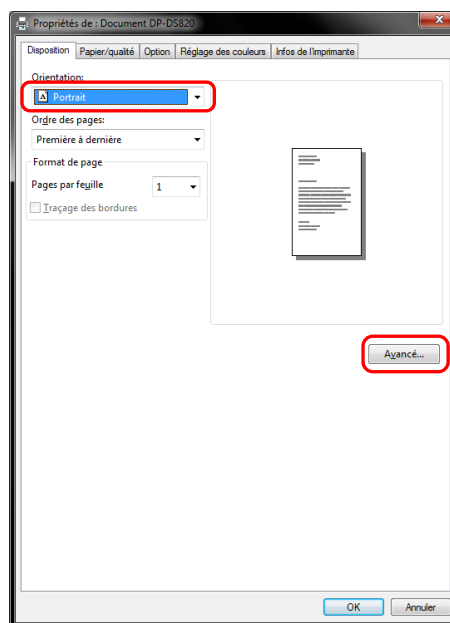 Propriétés de : Document DP-DS820
Disposition Papier/qualité Option Réglage des couleurs Infos de l'imprimante
Orientation:
Portrait
Ordre des pages:
Première à dernière
Format de page
Pages par feuille 1
Traçage des bordures
Avancé...
OK Annuler